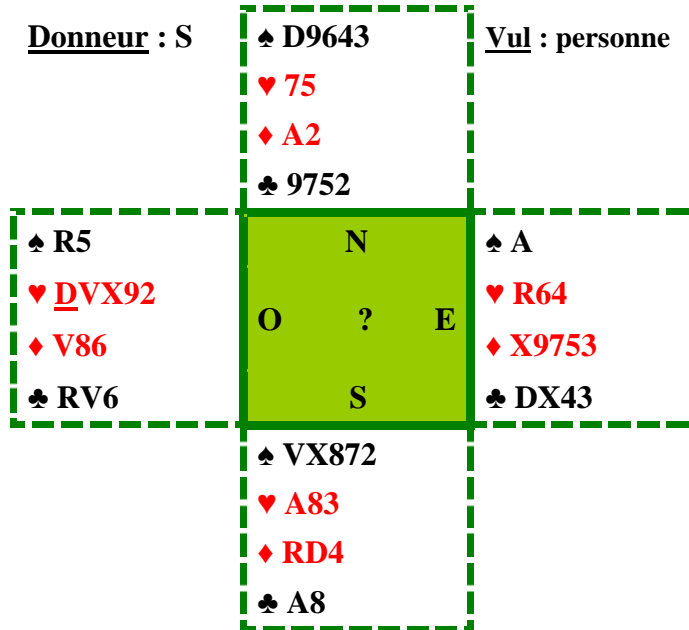 Donneur : S
Vul : personne
♠ D9643
♥ 75
♦ A2
♣ 9752
♠ R5
♥ DVX92
♦ V86
♣ RV6
N
O ? E
S
♠ A
♥ R64
♦ X9753
♣ DX43
♠ VX872
♥ A83
♦ RD4
♣ A8